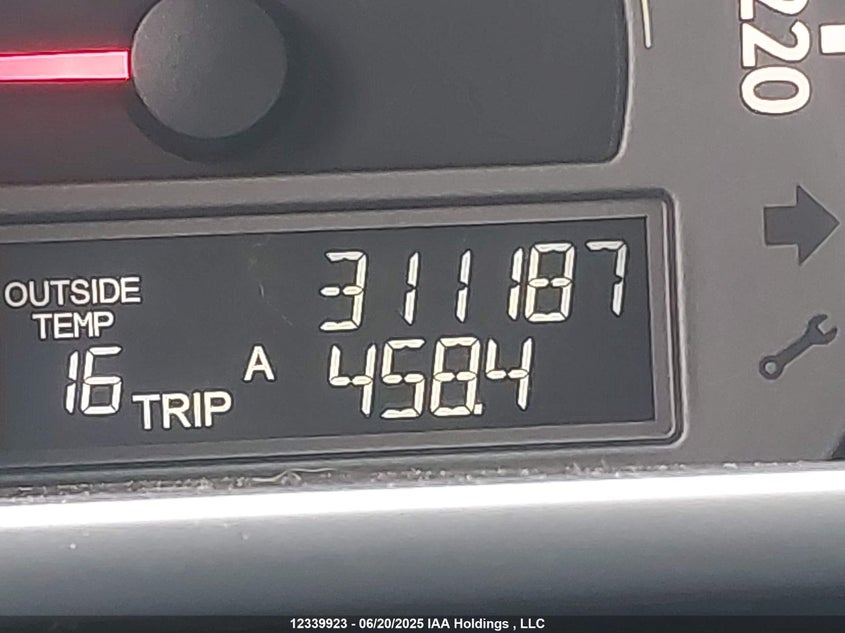 220
311187
OUTSIDE
TEMP
16 TRIP A 458.4
12339923 - 06/20/2025 IAA Holdings , LLC